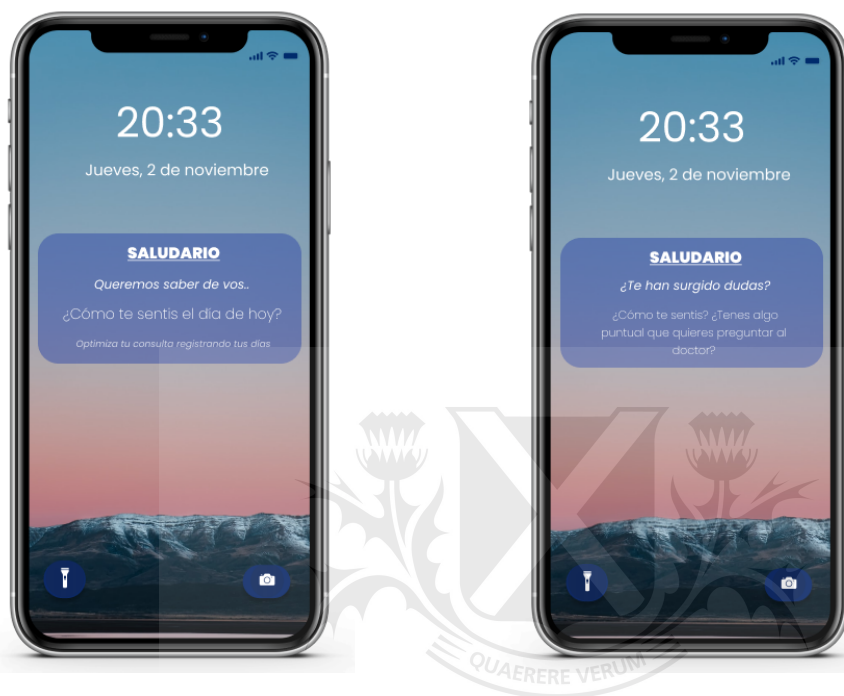 20:33
Jueves, 2 de noviembre
SALUDARIO
Queremos saber de vos..
¿Cómo te sentis el día de hoy?
Optimiza tu consulta registrando tus días
20:33
Jueves, 2 de noviembre
SALUDARIO
¿Te han surgido dudas?
¿Cómo te sentis? ¿Tenes algo
puntual que quieres preguntar al
doctor?
QUAERERE VERUM